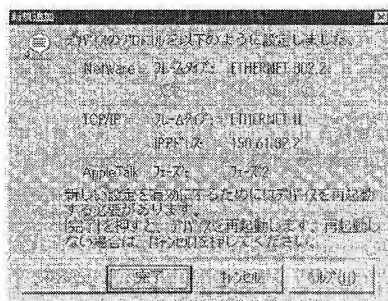 新規追加
デバイスのプロトコルを以下のように設定しました。
Netware フレームタイプ: ETHERNET 802.2
TCP/IP フレームタイプ: ETHERNET II
IPアドレス: 150.61.82.2
AppleTalk フェーズ: フェーズ2
新しい設定を有効にするためにはデバイスを再起動
する必要があります。
[完了]を押すと、デバイスを再起動します。再起動し
ない場合は、[キャンセル]を押してください。
完了 キャンセル ヘルプ(H)